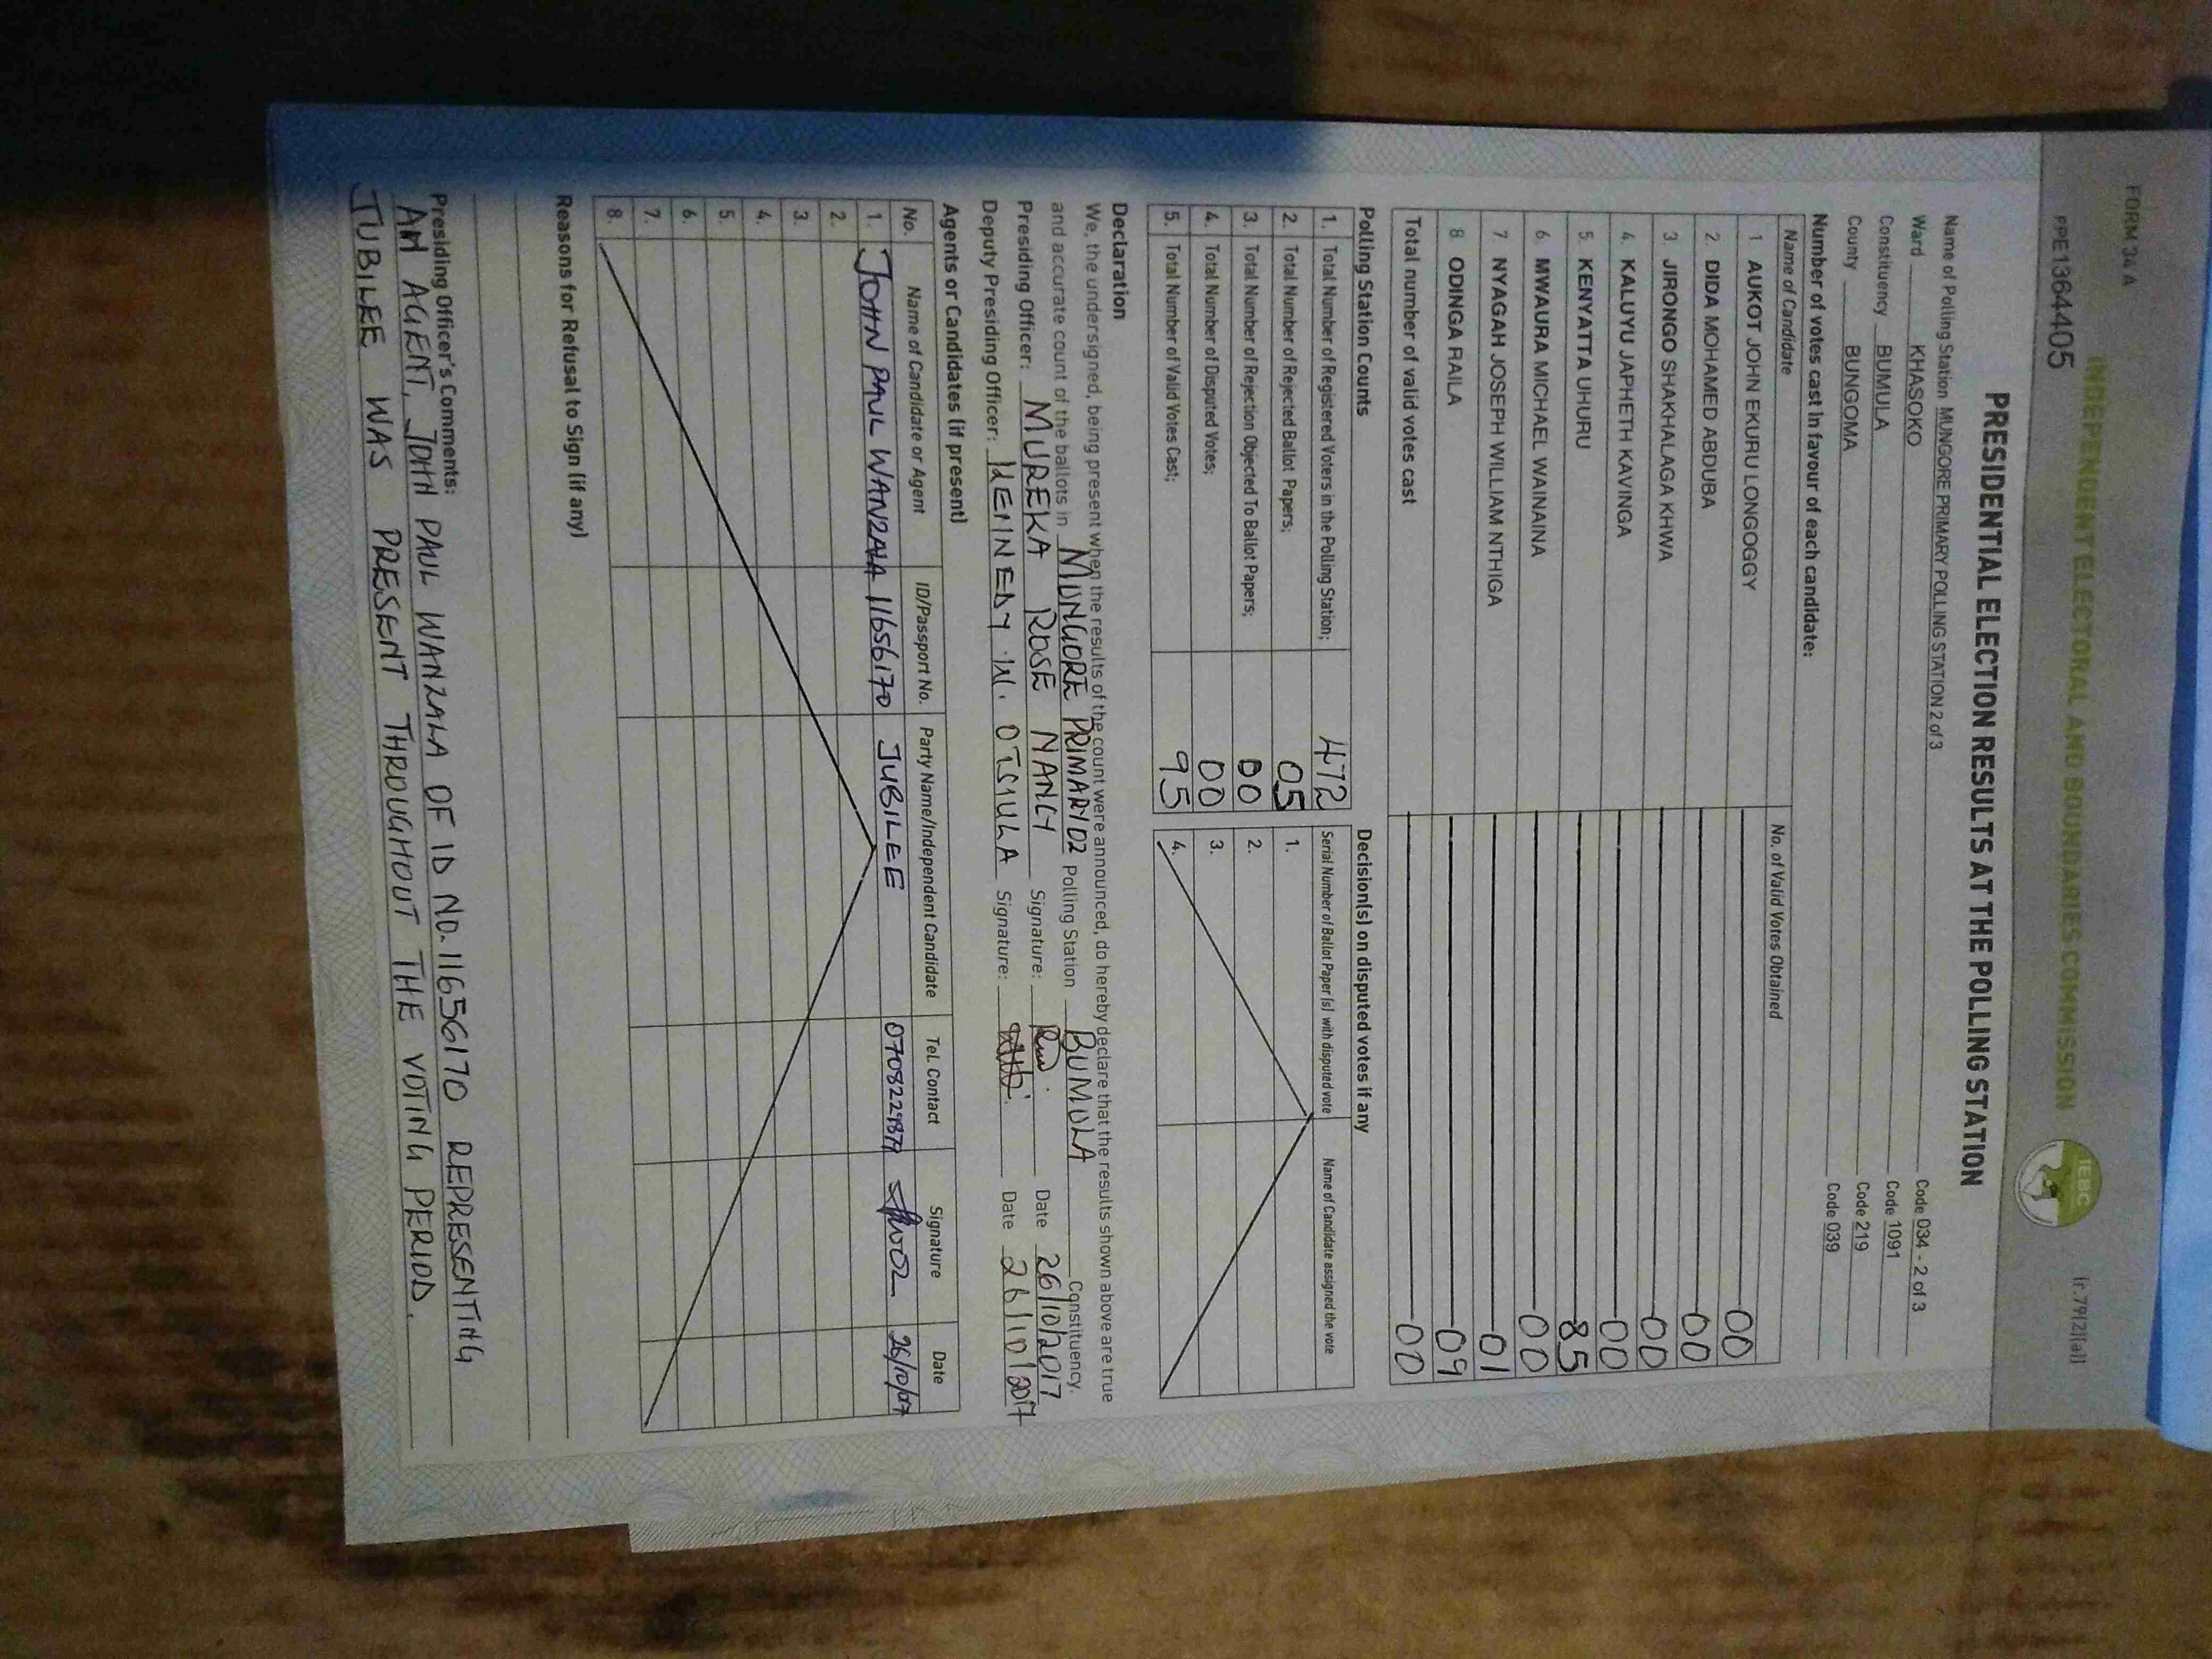 FORM 34 A
(r.79(2)(a))
INDEPENDENT ELECTORAL AND BOUNDARIES COMMISSION
IEBC
PPE1364405
PRESIDENTIAL ELECTION RESULTS AT THE POLLING STATION
Name of Polling Station MUNGORE PRIMARY POLLING STATION 2 of 3 Code 034 - 2 of 3
Ward KHASOKO Code 1091
Constituency BUMULA Code 219
County BUNGOMA Code 039
Number of votes cast in favour of each candidate:
Name of Candidate No. of Valid Votes Obtained
1 AUKOT JOHN EKURU LONGOGGY 00
2. DIDA MOHAMED ABDUBA 00
3. JIRONGO SHAKHALAGA KHWA 00
4. KALUYU JAPHETH KAVINGA 00
5. KENYATTA UHURU 85
6. MWAURA MICHAEL WAINAINA 00
7 NYAGAH JOSEPH WILLIAM NTHIGA 01
8 ODINGA RAILA 09
Total number of valid votes cast 00
Polling Station Counts
1. Total Number of Registered Voters in the Polling Station; 472
2. Total Number of Rejected Ballot Papers; 05
3. Total Number of Rejection Objected To Ballot Papers; 00
4. Total Number of Disputed Votes; 00
5. Total Number of Valid Votes Cast; 95
Decision(s) on disputed votes if any
Serial Number of Ballot Paper (s) with disputed vote Name of Candidate assigned the vote
1.
2.
3.
4.
Declaration
We, the undersigned, being present when the results of the count were announced, do hereby declare that the results shown above are true
and accurate count of the ballots in MUNGORE PRIMARY 02 Polling Station BUMULA Constituency.
Presiding Officer: MUREKA ROSE NANCY Signature: Date 26/10/2017
Deputy Presiding Officer: KENNEDY W. OTSIULA Signature: Date 26/10/2017
Agents or Candidates (if present)
No. Name of Candidate or Agent ID/Passport No. Party Name/Independent Candidate Tel. Contact Signature Date
1. JOHN PAUL WANZALA 11656170 JUBILEE 26/10/017
2.
3.
4.
5.
6.
7.
8.
Reasons for Refusal to Sign (if any)
Presiding Officer's Comments:
AN AGENT, JOHN PAUL WANZALA OF ID NO. 11656170 REPRESENTING
JUBILEE WAS PRESENT THROUGHOUT THE VOTING PERIOD.